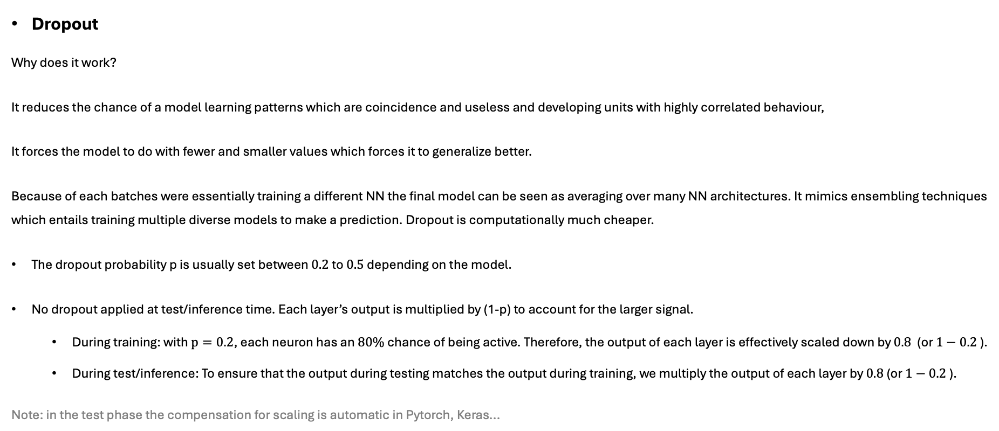 • Dropout
Why does it work?
It reduces the chance of a model learning patterns which are coincidence and useless and developing units with highly correlated behaviour,
It forces the model to do with fewer and smaller values which forces it to generalize better.
Because of each batches were essentially training a different NN the final model can be seen as averaging over many NN architectures. It mimics ensembling techniques
which entails training multiple diverse models to make a prediction. Dropout is computationally much cheaper.
• The dropout probability p is usually set between 0.2 to 0.5 depending on the model.
• No dropout applied at test/inference time. Each layer’s output is multiplied by (1-p) to account for the larger signal.
• During training: with p = 0.2, each neuron has an 80% chance of being active. Therefore, the output of each layer is effectively scaled down by 0.8 (or 1 − 0.2 ).
• During test/inference: To ensure that the output during testing matches the output during training, we multiply the output of each layer by 0.8 (or 1 − 0.2 ).
Note: in the test phase the compensation for scaling is automatic in Pytorch, Keras...